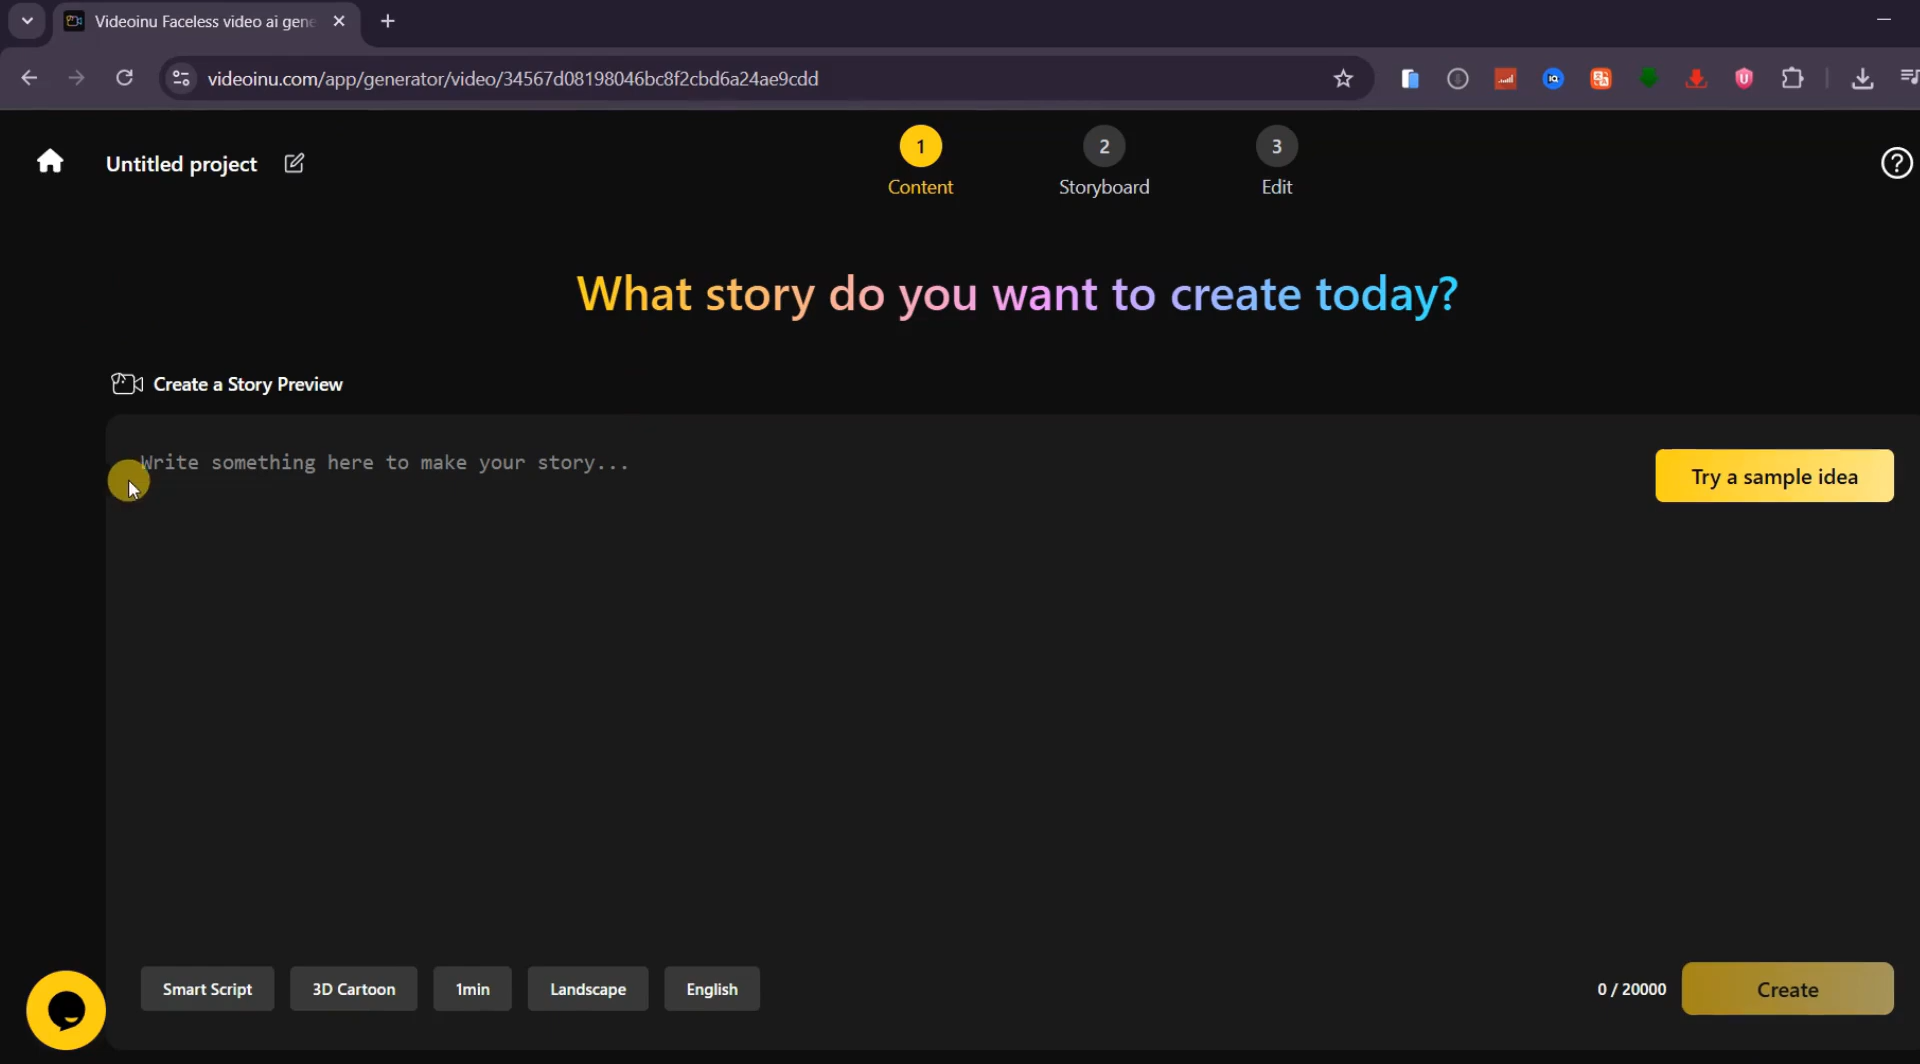 Videoinu Faceless video ai gene
videoinu.com/app/generator/video/34567d08198046bc8f2cbd6a24ae9cdd
Untitled project
1
2
3
Content
Storyboard
Edit
What story do you want to create today?
Create a Story Preview
Write something here to make your story...
Try a sample idea
Smart Script
3D Cartoon
1min
Landscape
English
0 / 20000
Create